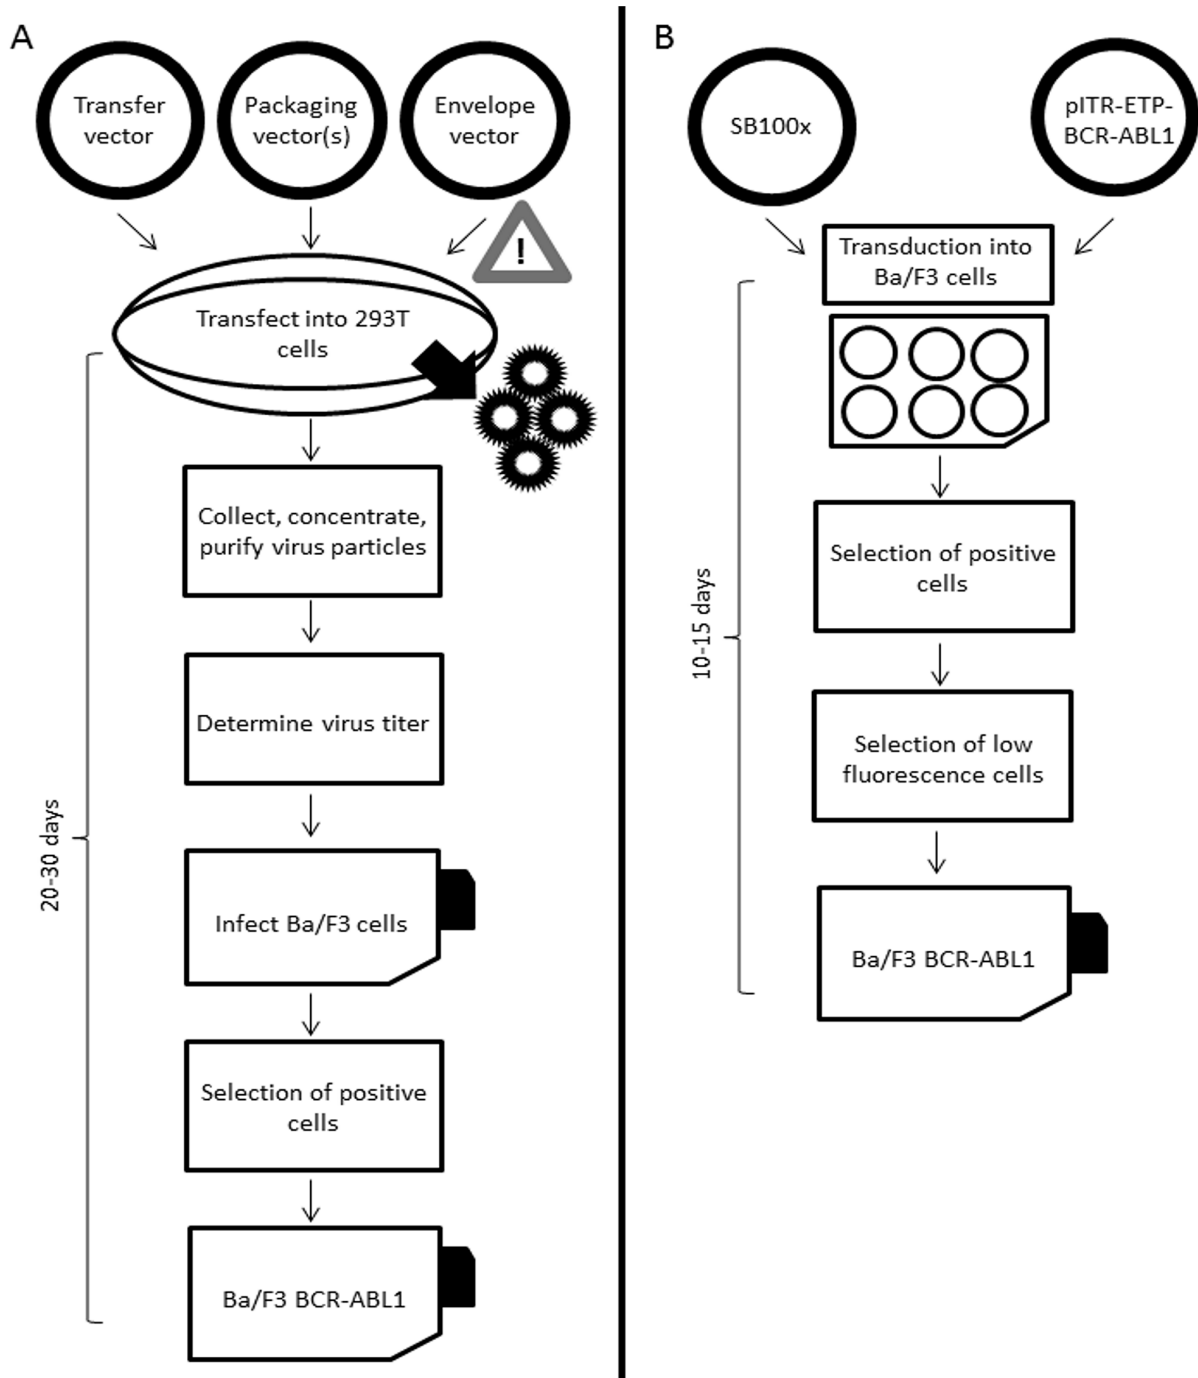 A
Transfer
vector
Packaging
vector(s)
Envelope
vector
!
Transfect into 293T
cells
Collect, concentrate,
purify virus particles
Determine virus titer
Infect Ba/F3 cells
Selection of positive
cells
Ba/F3 BCR-ABL1
20-30 days
B
SB100x
pITR-ETP-
BCR-ABL1
Transduction into
Ba/F3 cells
Selection of positive
cells
Selection of low
fluorescence cells
Ba/F3 BCR-ABL1
10-15 days